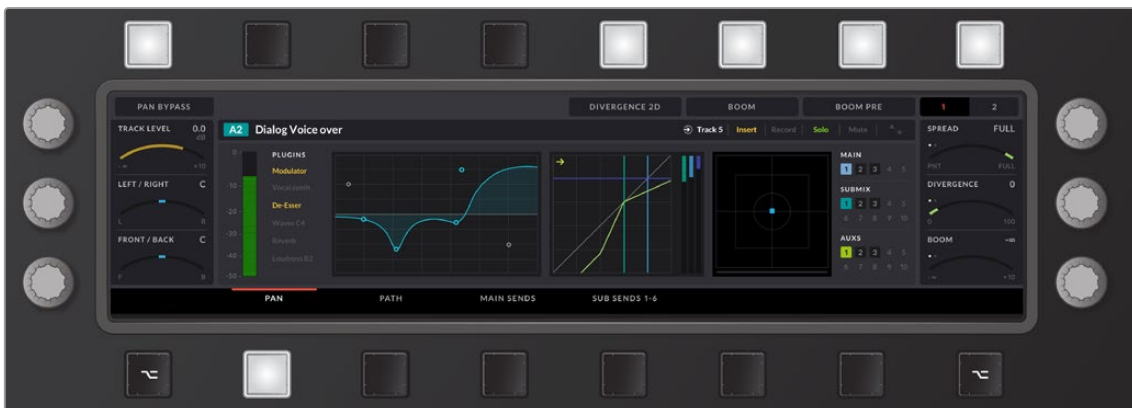 PAN BYPASS
DIVERGENCE 2D
BOOM
BOOM PRE
1
2
TRACK LEVEL 0.0
dB
-∞ +10
LEFT / RIGHT C
L R
FRONT / BACK C
F R
A2 Dialog Voice over
Track 5 Insert Record Solo Mute
0
-10
-20
-30
-40
-50
PLUGINS
Modulator
Vocalsynth
De-Esser
Waves C4
Reverb
Loudness R2
MAIN
1 2 3 4 5
SUBMIX
1 2 3 4 5
6 7 8 9 10
AUXS
1 2 3 4 5
6 7 8 9 10
SPREAD FULL
PNT FULL
DIVERGENCE 0
0 100
BOOM -∞
-∞ +10
PAN
PATH
MAIN SENDS
SUB SENDS 1-6